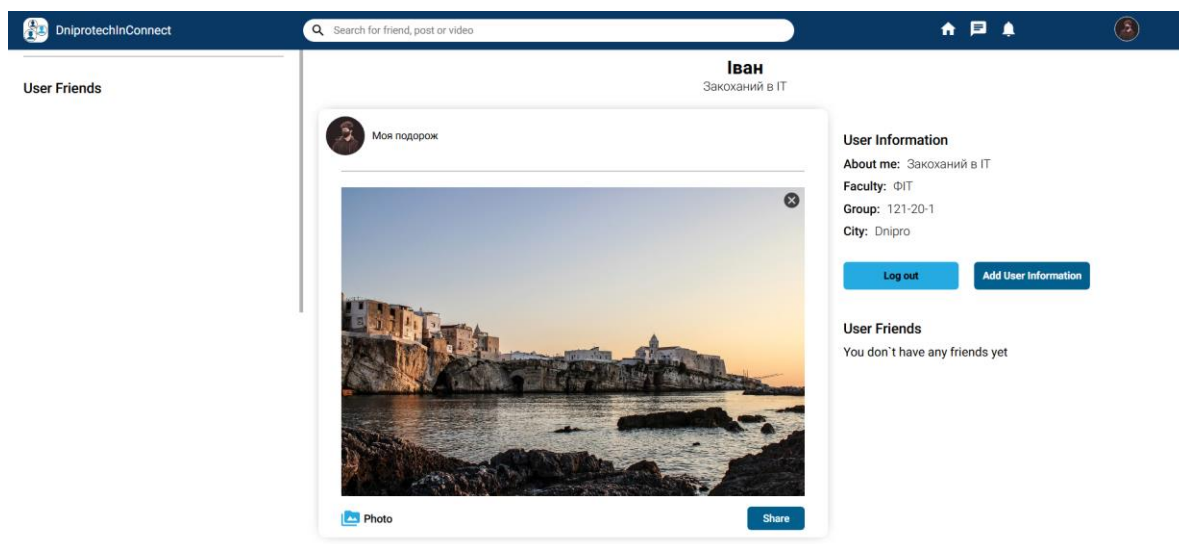 DniprotechInConnect
Search for friend, post or video
User Friends
Іван
Закоханий в ІТ
Моя подорож
Photo
Share
User Information
About me: Закоханий в ІТ
Faculty: ФІТ
Group: 121-20-1
City: Dnipro
Log out
Add User Information
User Friends
You don`t have any friends yet